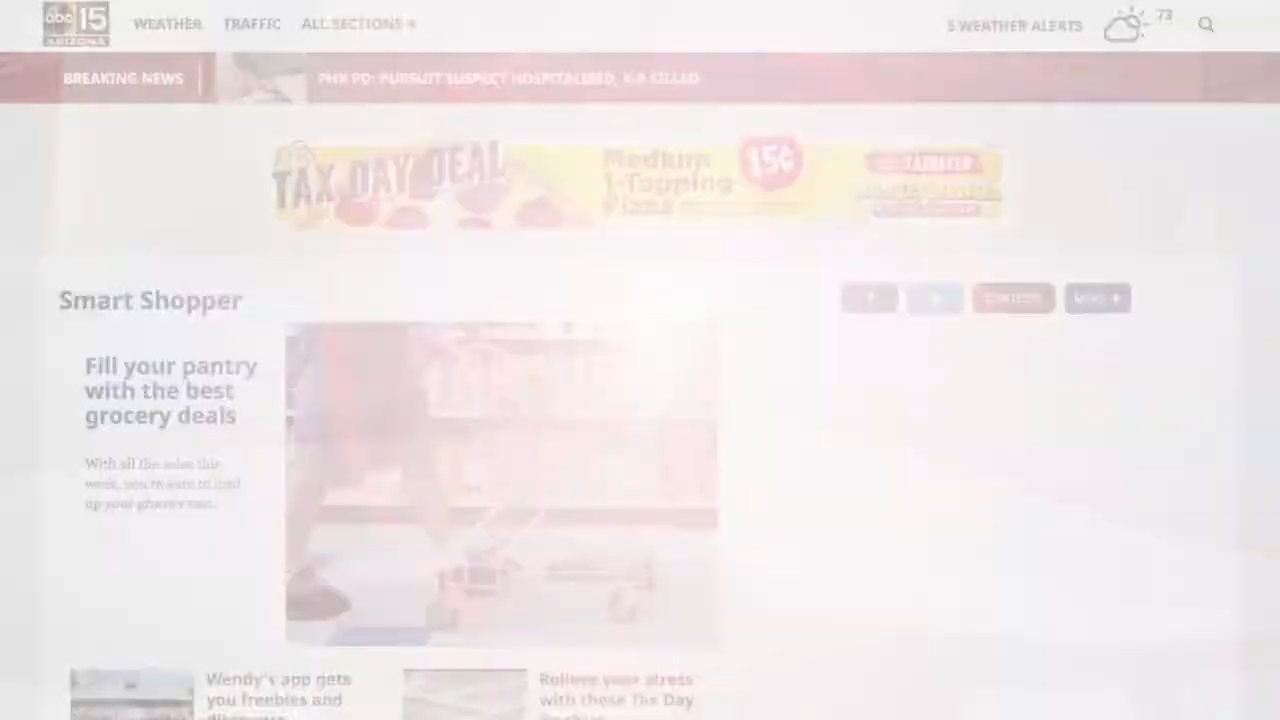 abc 15
ARIZONA
WEATHER TRAFFIC ALL SECTIONS +
5 WEATHER ALERTS 73
BREAKING NEWS PHX PD: PURSUIT SUSPECT HOSPITALIZED, K-9 KILLED
TAX DAY DEAL
Medium
1-Topping
Pizza
15¢
Smart Shopper
Fill your pantry
with the best
grocery deals
With all the sales this
week, you're sure to load
up your grocery cart.
Wendy's app gets
you freebies and
discounts
Relieve your stress
with these Tax Day